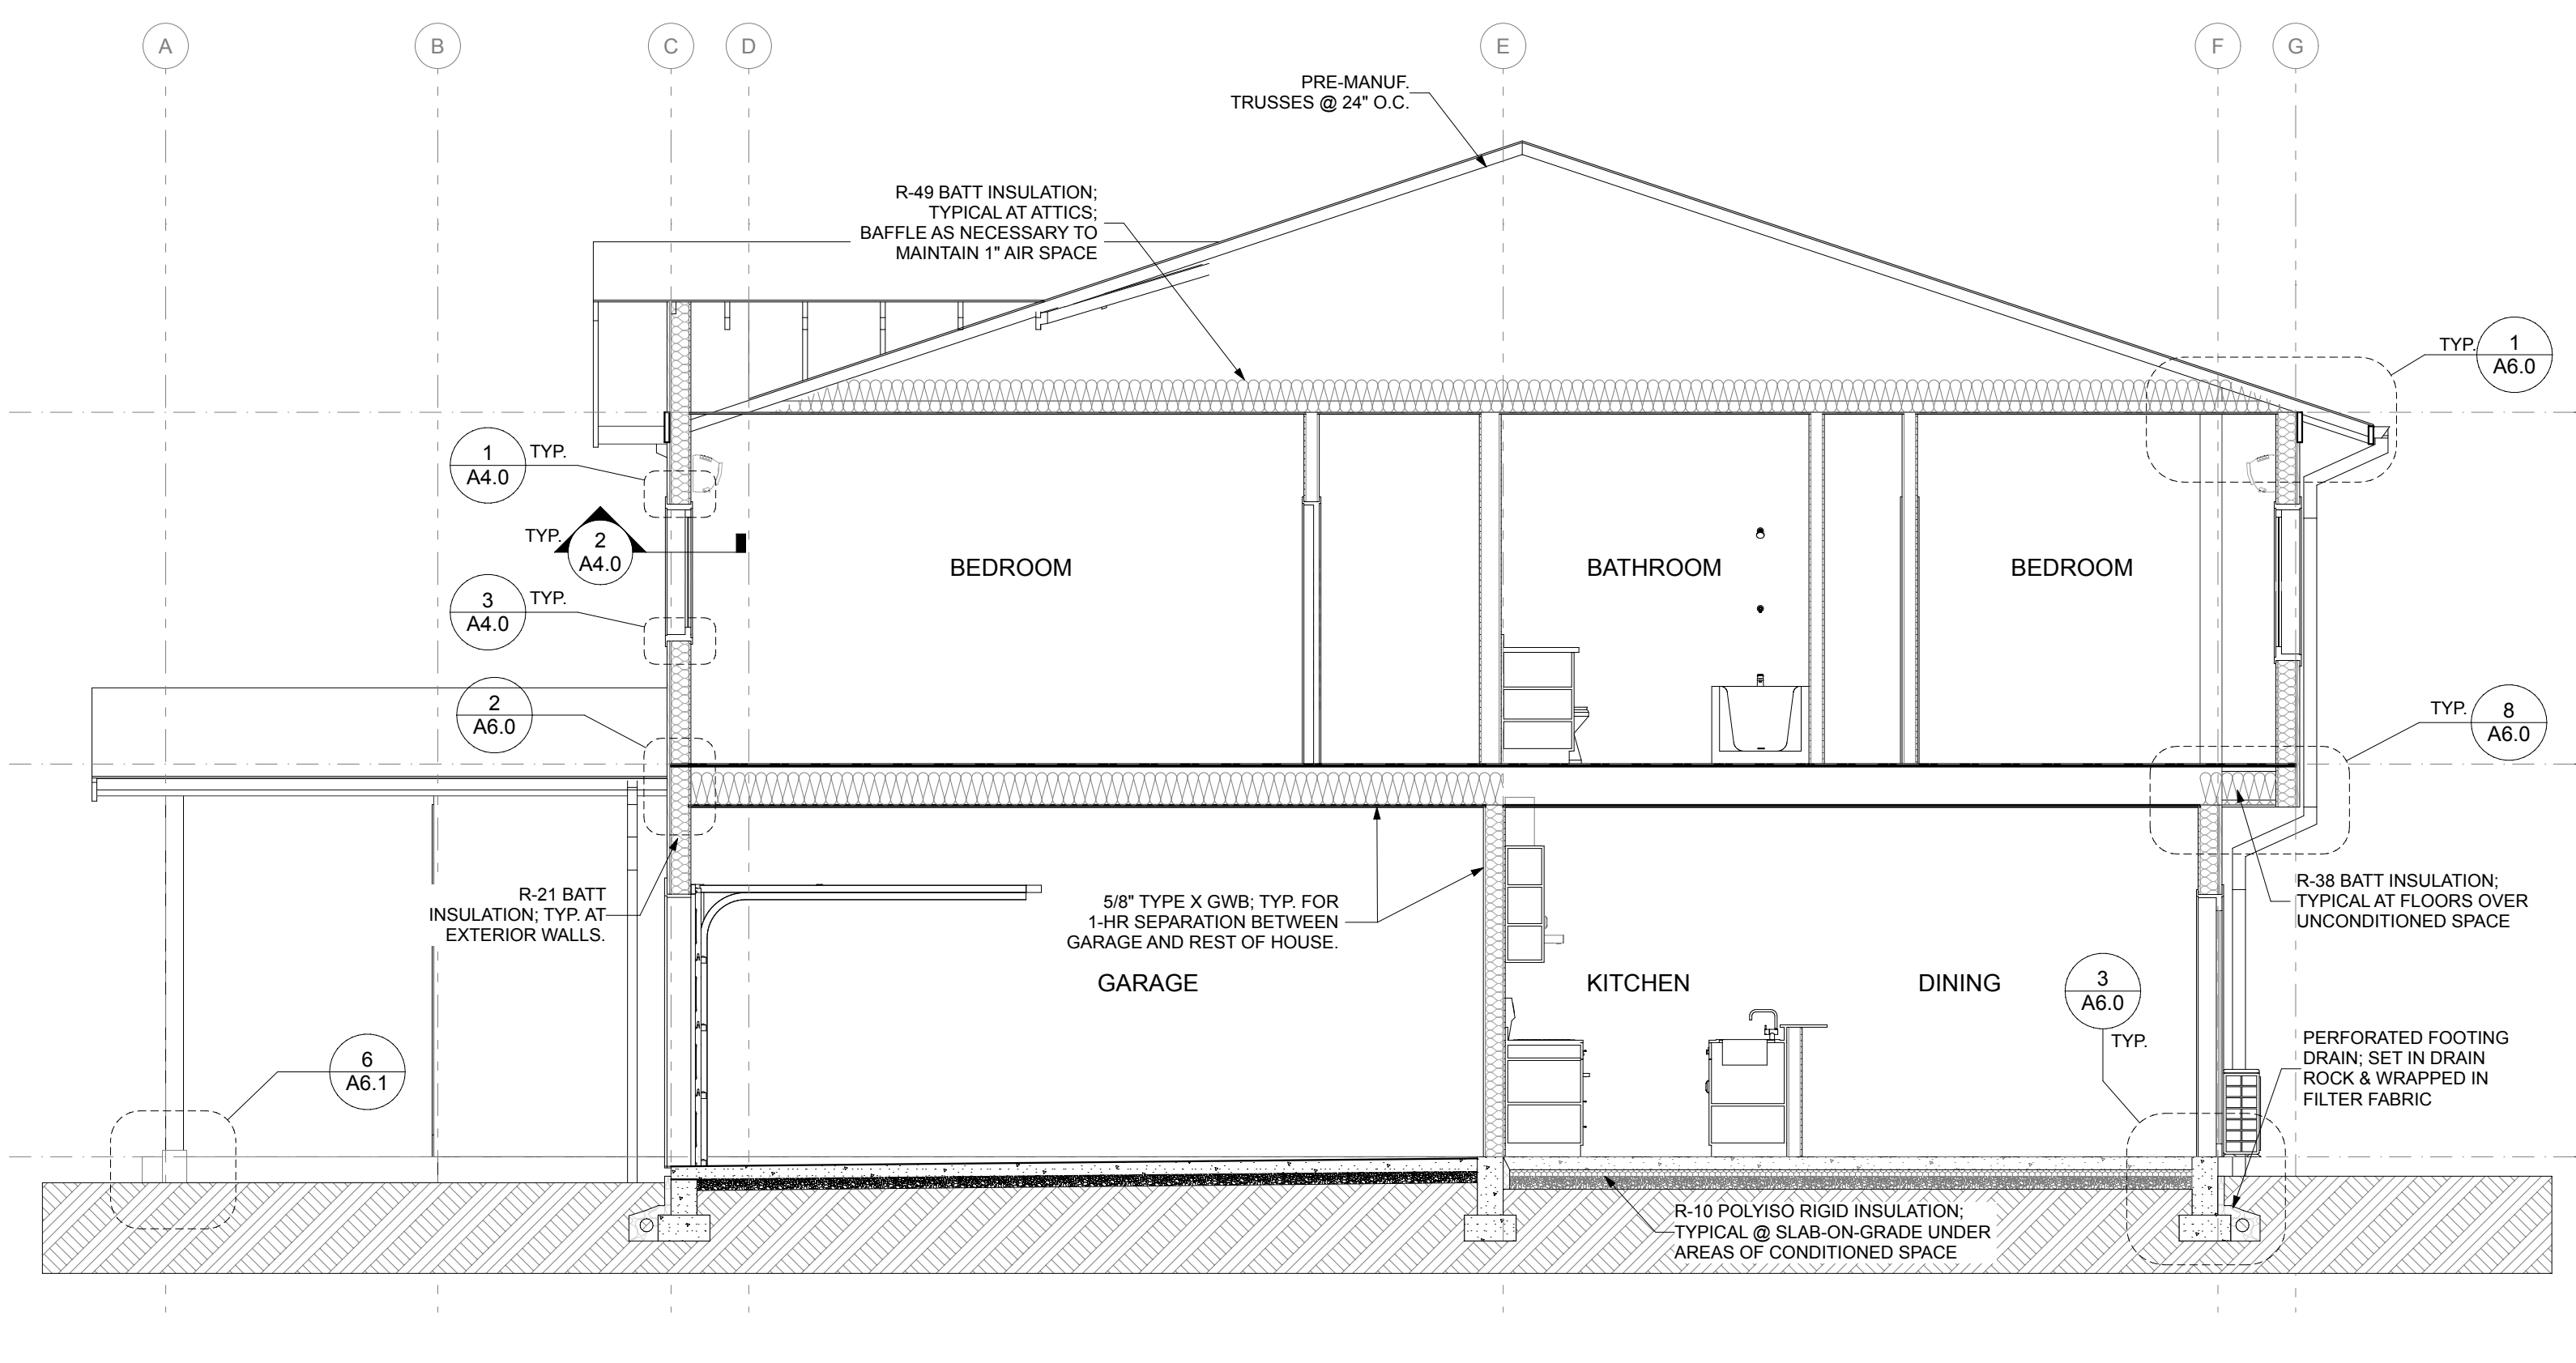 A
B
C
D
E
F
G
PRE-MANUF.
TRUSSES @ 24" O.C.
R-49 BATT INSULATION;
TYPICAL AT ATTICS;
BAFFLE AS NECESSARY TO
MAINTAIN 1" AIR SPACE
TYP.
1
A6.0
1
A4.0
TYP.
TYP.
2
A4.0
BEDROOM
BATHROOM
BEDROOM
3
A4.0
TYP.
2
A6.0
TYP.
8
A6.0
R-21 BATT
INSULATION; TYP. AT
EXTERIOR WALLS.
5/8" TYPE X GWB; TYP. FOR
1-HR SEPARATION BETWEEN
GARAGE AND REST OF HOUSE.
R-38 BATT INSULATION;
TYPICAL AT FLOORS OVER
UNCONDITIONED SPACE
GARAGE
KITCHEN
DINING
3
A6.0
TYP.
6
A6.1
PERFORATED FOOTING
DRAIN; SET IN DRAIN
ROCK & WRAPPED IN
FILTER FABRIC
R-10 POLYISO RIGID INSULATION;
TYPICAL @ SLAB-ON-GRADE UNDER
AREAS OF CONDITIONED SPACE